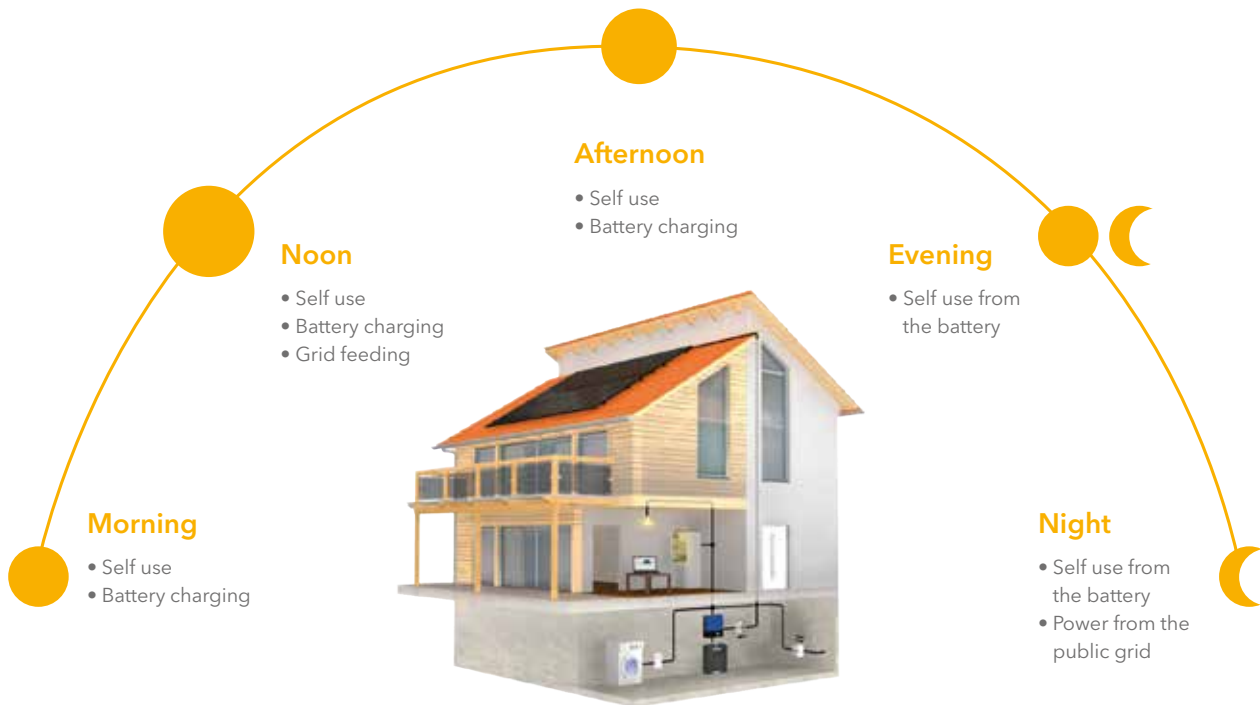 Afternoon
• Self use
• Battery charging
Noon
• Self use
• Battery charging
• Grid feeding
Evening
• Self use from
the battery
Morning
• Self use
• Battery charging
Night
• Self use from
the battery
• Power from the
public grid